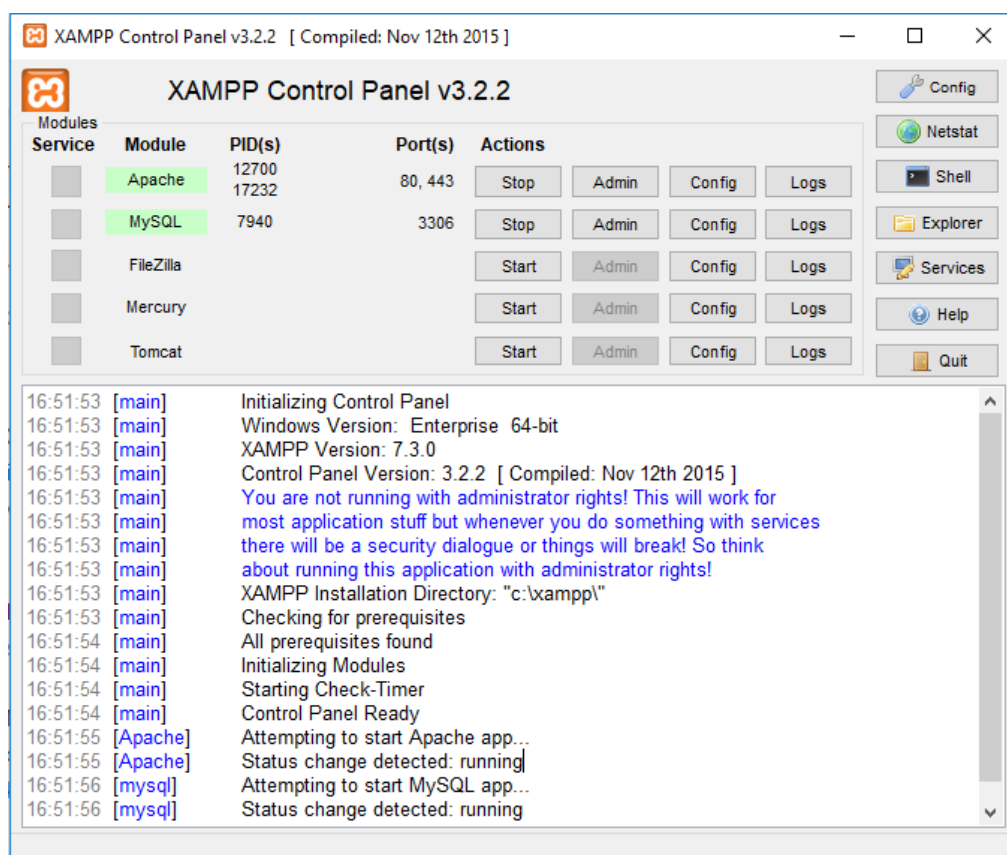 XAMPP Control Panel v3.2.2 [ Compiled: Nov 12th 2015 ]
XAMPP Control Panel v3.2.2
Config
Netstat
Shell
Explorer
Services
Help
Quit
Modules
Service Module PID(s) Port(s) Actions
Apache 12700 17232 80, 443 Stop Admin Config Logs
MySQL 7940 3306 Stop Admin Config Logs
FileZilla Start Admin Config Logs
Mercury Start Admin Config Logs
Tomcat Start Admin Config Logs
16:51:53 [main] Initializing Control Panel
16:51:53 [main] Windows Version: Enterprise 64-bit
16:51:53 [main] XAMPP Version: 7.3.0
16:51:53 [main] Control Panel Version: 3.2.2 [ Compiled: Nov 12th 2015 ]
16:51:53 [main] You are not running with administrator rights! This will work for
16:51:53 [main] most application stuff but whenever you do something with services
16:51:53 [main] there will be a security dialogue or things will break! So think
16:51:53 [main] about running this application with administrator rights!
16:51:53 [main] XAMPP Installation Directory: "c:\xampp\"
16:51:53 [main] Checking for prerequisites
16:51:54 [main] All prerequisites found
16:51:54 [main] Initializing Modules
16:51:54 [main] Starting Check-Timer
16:51:54 [main] Control Panel Ready
16:51:55 [Apache] Attempting to start Apache app...
16:51:55 [Apache] Status change detected: running
16:51:56 [mysql] Attempting to start MySQL app...
16:51:56 [mysql] Status change detected: running